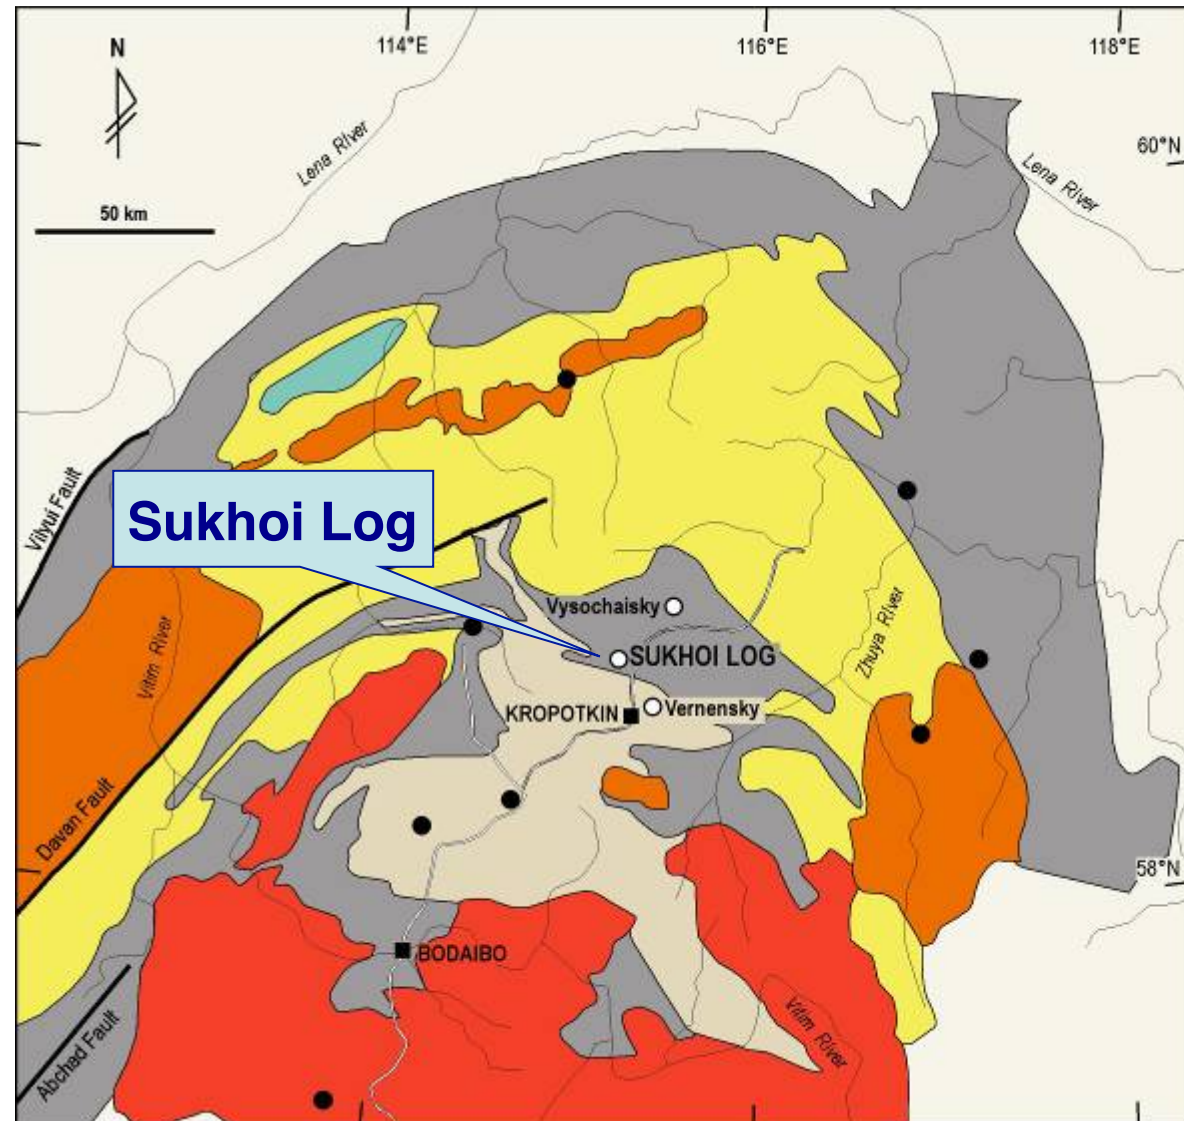 114°E
116°E
118°E
N
60°N
Lena River
Lena River
50 km
Vilyui Fault
Sukhoi Log
Vysochaisky
Vitim River
Zhuya River
SUKHOI LOG
KROPOTKIN
Vernensky
Davan Fault
58°N
BODAIBO
Abchad Fault
Vitim River